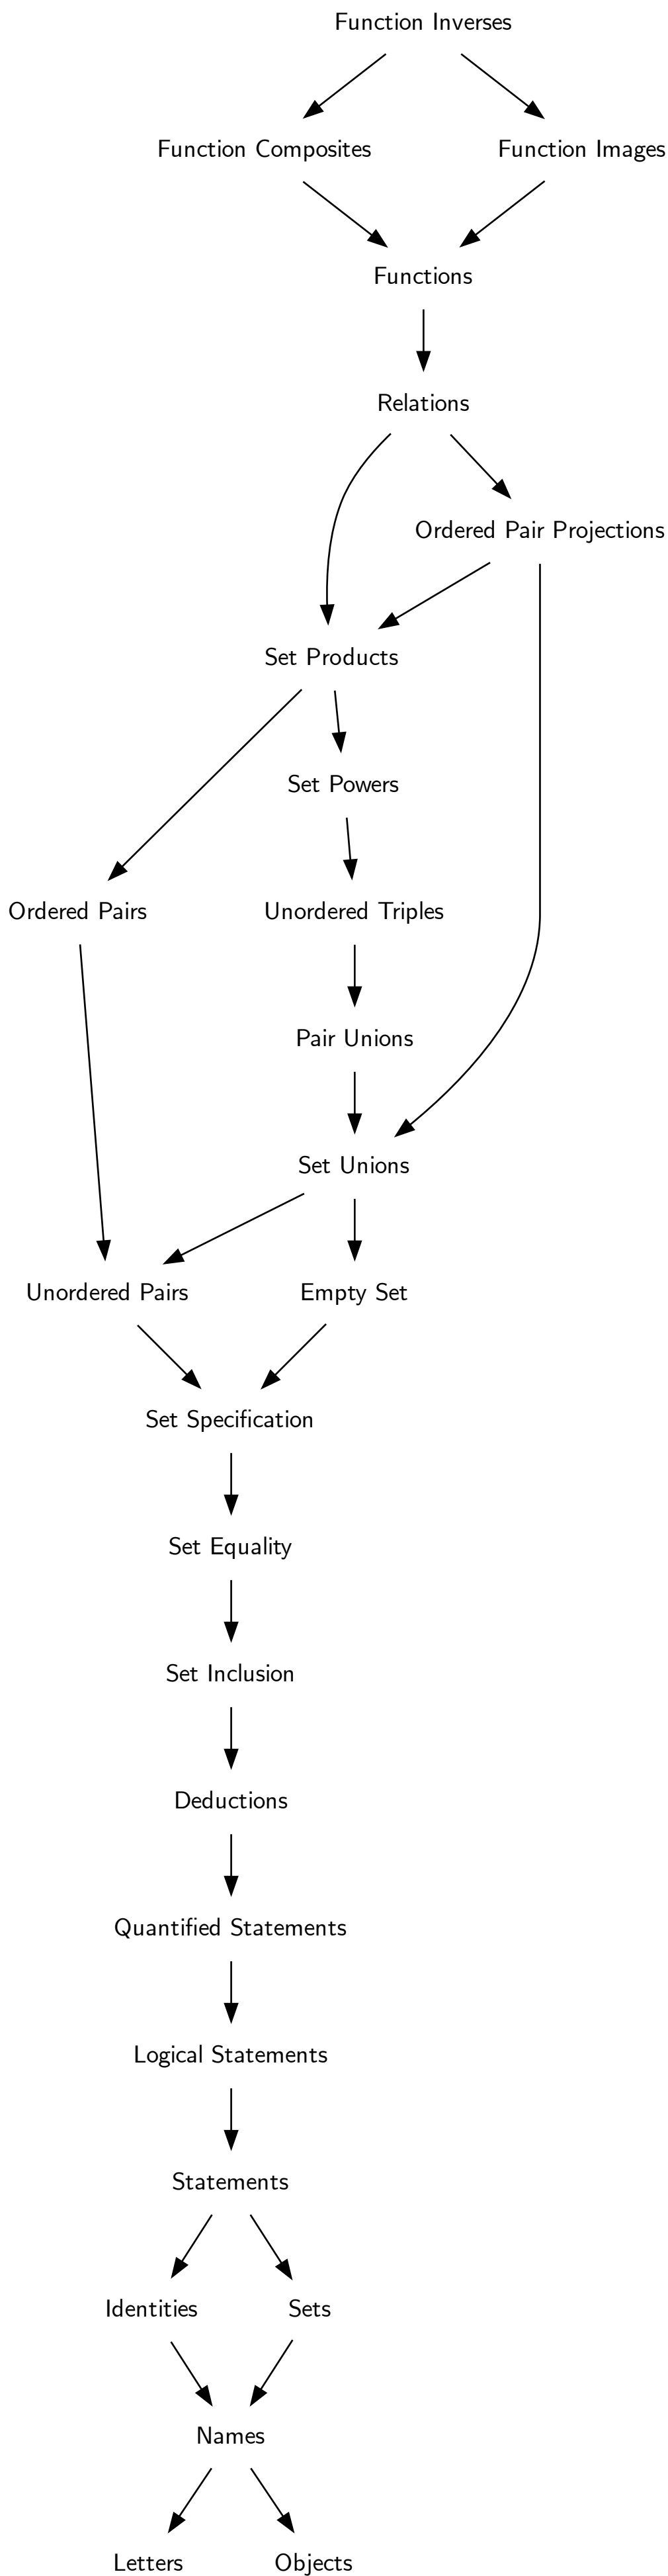 Function Inverses
Function Composites
Function Images
Functions
Relations
Ordered Pair Projections
Set Products
Set Powers
Ordered Pairs
Unordered Triples
Pair Unions
Set Unions
Unordered Pairs
Empty Set
Set Specification
Set Equality
Set Inclusion
Deductions
Quantified Statements
Logical Statements
Statements
Identities
Sets
Names
Letters
Objects